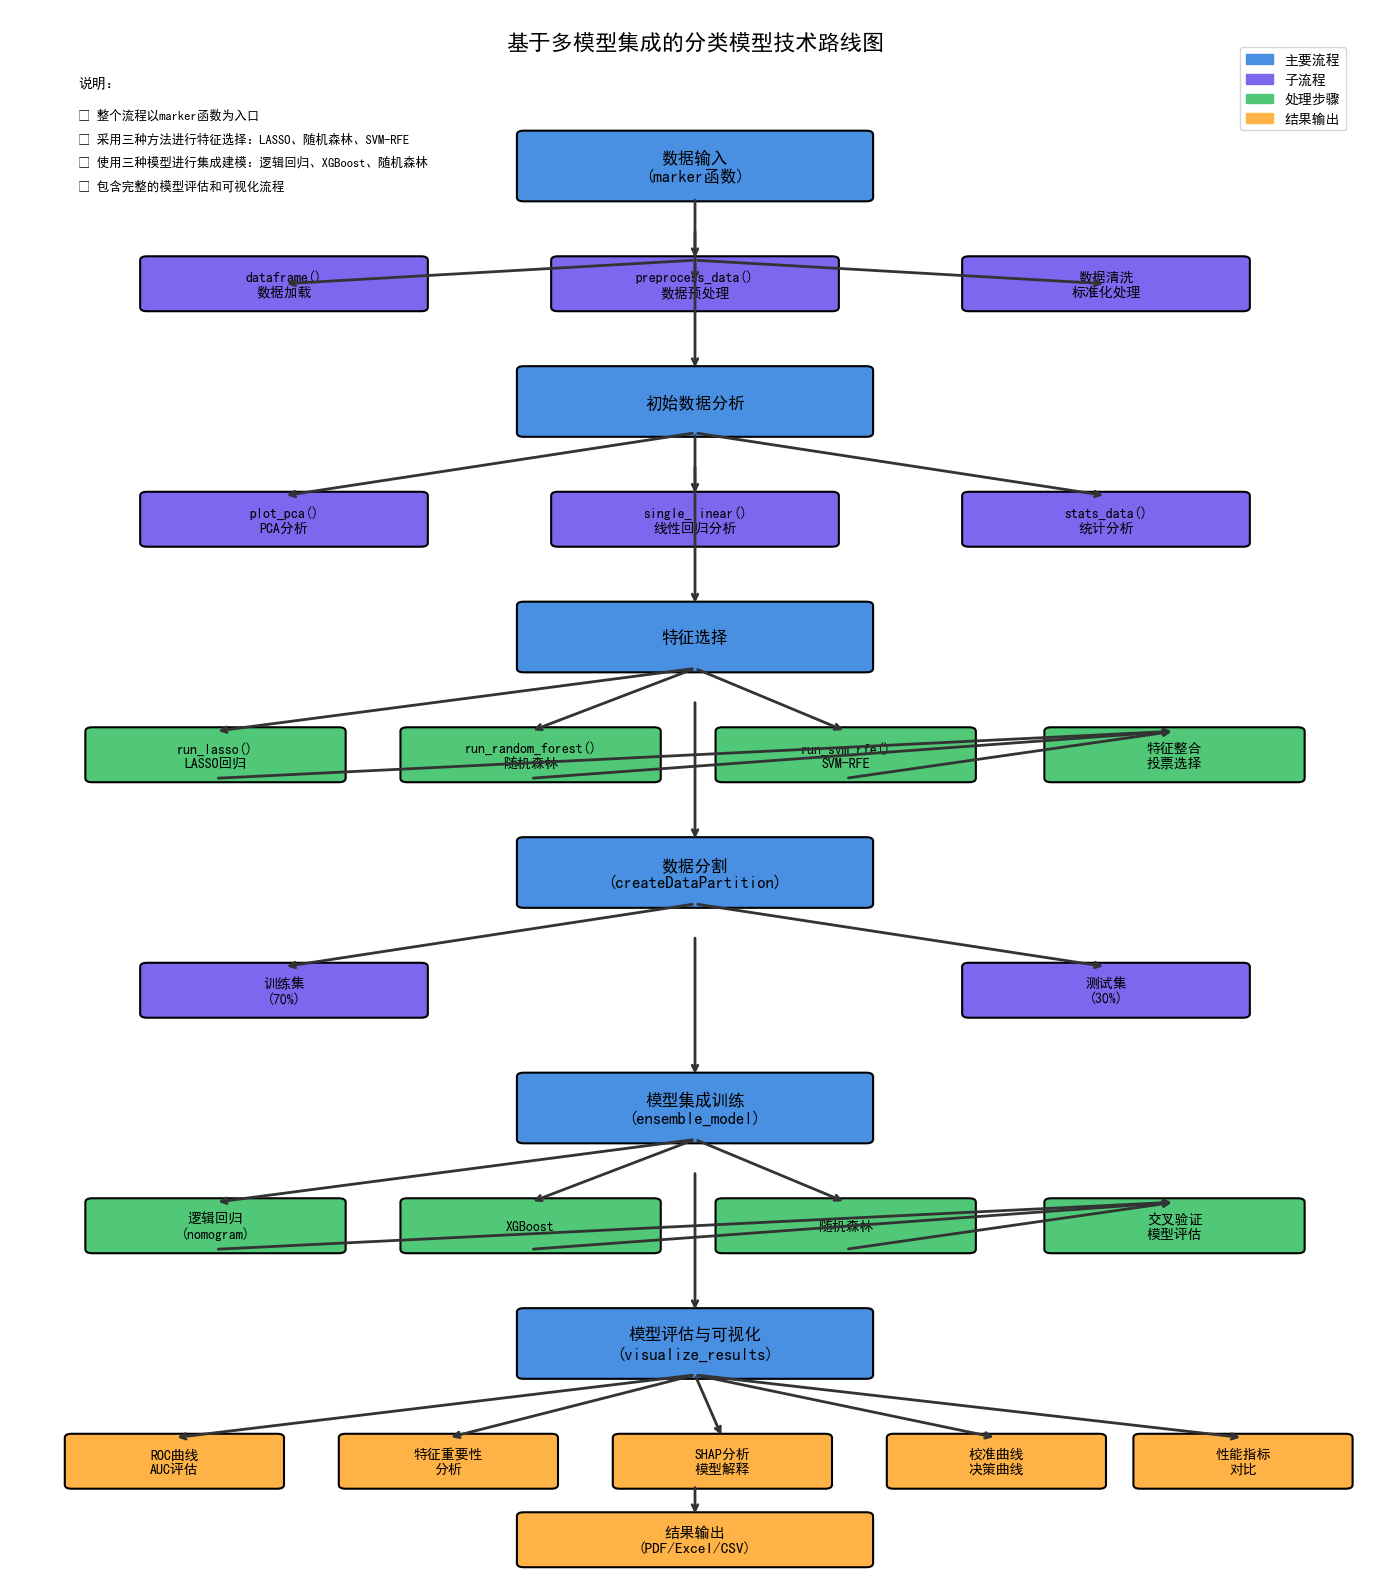 基于多模型集成的分类模型技术路线图
主要流程
子流程
处理步骤
结果输出
说明：
□ 整个流程以marker函数为入口
□ 采用三种方法进行特征选择：LASSO、随机森林、SVM-RFE
□ 使用三种模型进行集成建模：逻辑回归、XGBoost、随机森林
□ 包含完整的模型评估和可视化流程
数据输入
(marker函数)
dataframe()
数据加载
preprocess_data()
数据预处理
数据清洗
标准化处理
初始数据分析
plot_pca()
PCA分析
single_linear()
线性回归分析
stats_data()
统计分析
特征选择
run_lasso()
LASSO回归
run_random_forest()
随机森林
run_svm_rfe()
SVM-RFE
特征整合
投票选择
数据分割
(createDataPartition)
训练集
(70%)
测试集
(30%)
模型集成训练
(ensemble_model)
逻辑回归
(nomogram)
XGBoost
随机森林
交叉验证
模型评估
模型评估与可视化
(visualize_results)
ROC曲线
AUC评估
特征重要性
分析
SHAP分析
模型解释
校准曲线
决策曲线
性能指标
对比
结果输出
(PDF/Excel/CSV)